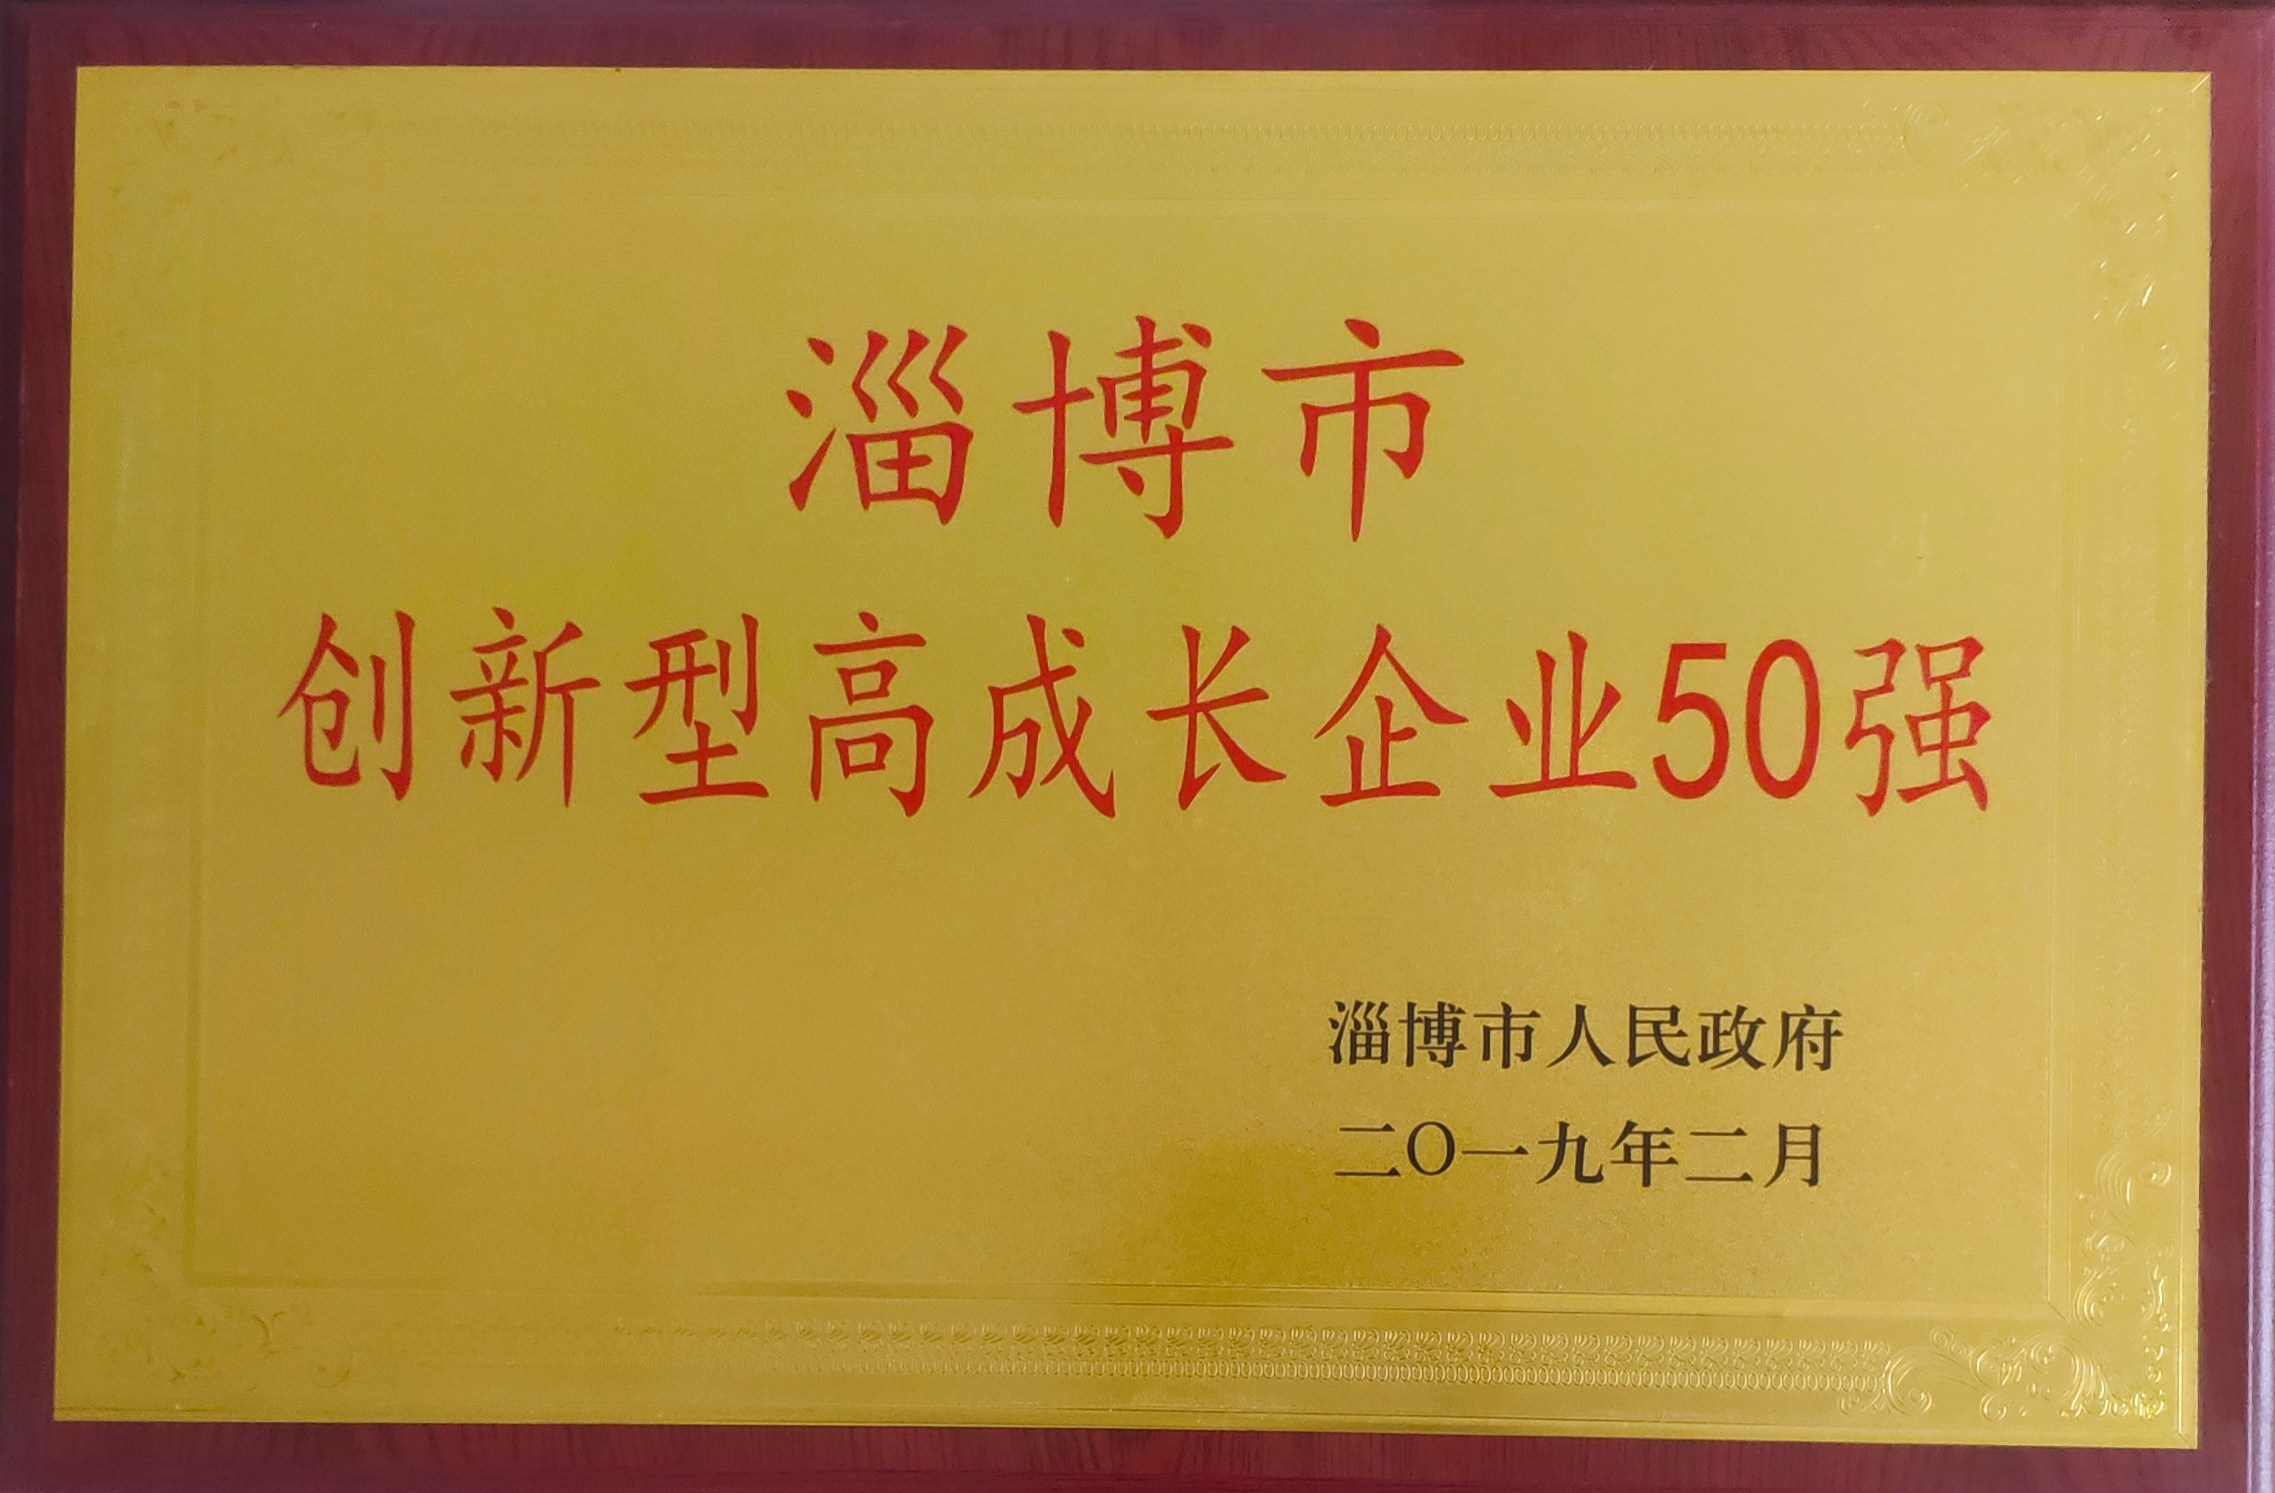 淄博市
创新型高成长企业50强
淄博市人民政府
二〇一九年二月